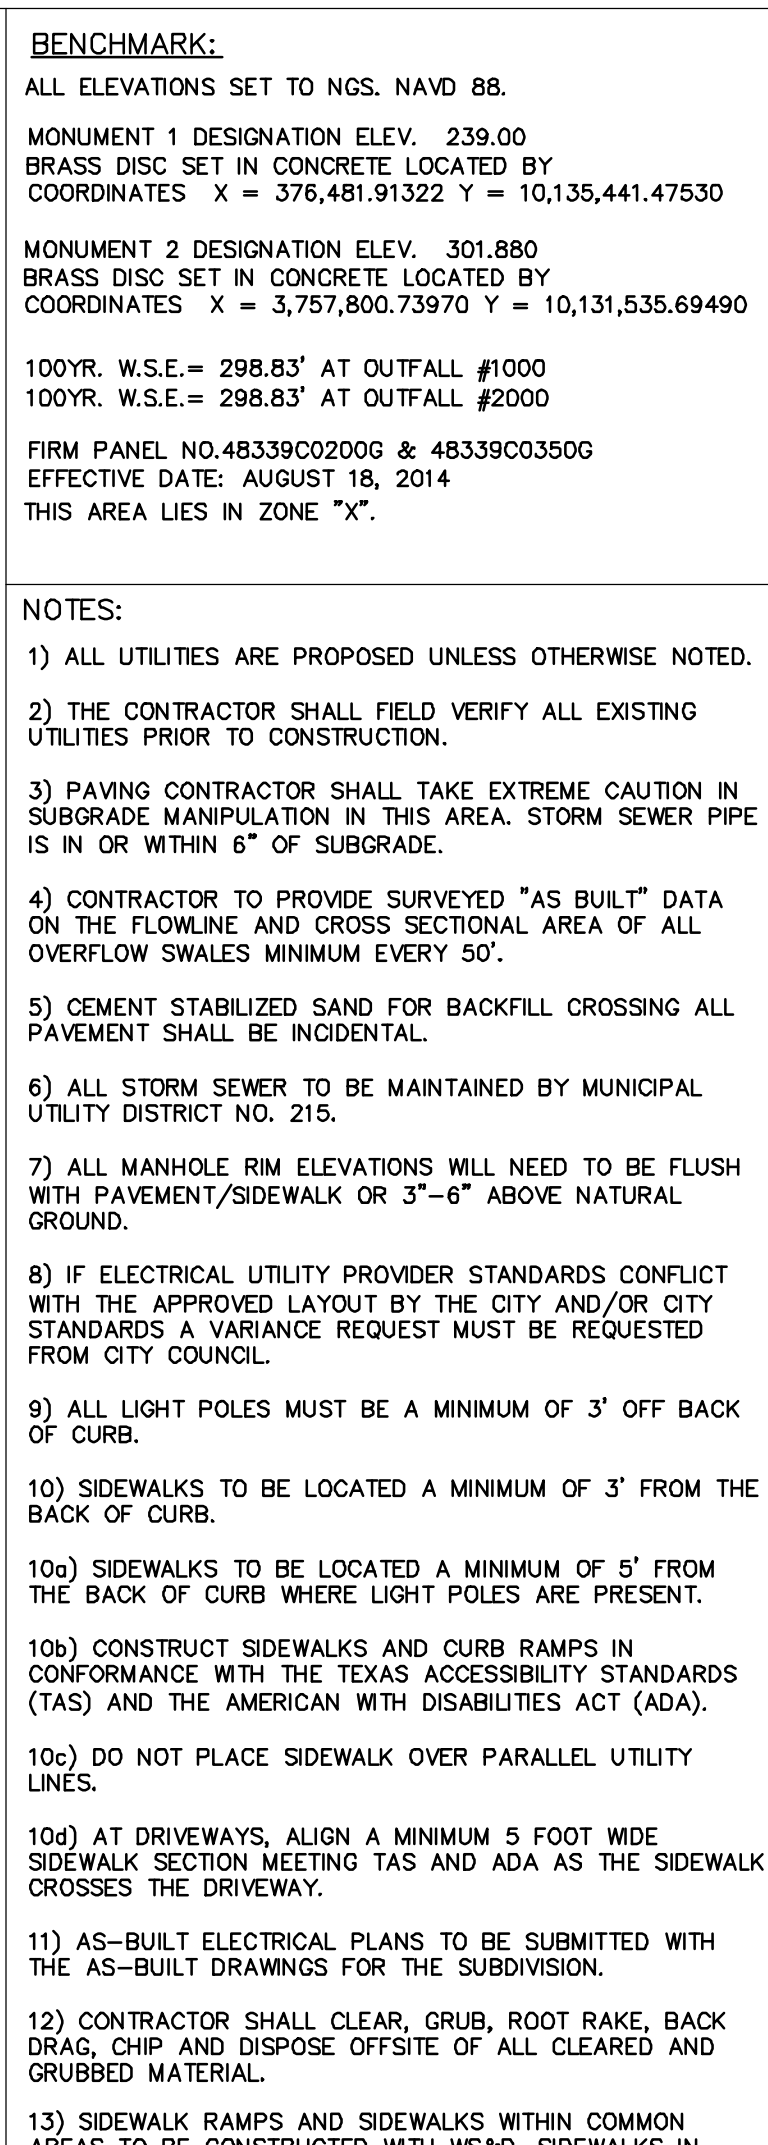 BENCHMARK:
ALL ELEVATIONS SET TO NGS. NAVD 88.
MONUMENT 1 DESIGNATION ELEV. 239.00
BRASS DISC SET IN CONCRETE LOCATED BY
COORDINATES X = 376,481.91322 Y = 10,135,441.47530
MONUMENT 2 DESIGNATION ELEV. 301.880
BRASS DISC SET IN CONCRETE LOCATED BY
COORDINATES X = 3,757,800.73970 Y = 10,131,535.69490
100YR. W.S.E.= 298.83' AT OUTFALL #1000
100YR. W.S.E.= 298.83' AT OUTFALL #2000
FIRM PANEL NO.48339C0200G & 48339C0350G
EFFECTIVE DATE: AUGUST 18, 2014
THIS AREA LIES IN ZONE "X".
NOTES:
1) ALL UTILITIES ARE PROPOSED UNLESS OTHERWISE NOTED.
2) THE CONTRACTOR SHALL FIELD VERIFY ALL EXISTING
UTILITIES PRIOR TO CONSTRUCTION.
3) PAVING CONTRACTOR SHALL TAKE EXTREME CAUTION IN
SUBGRADE MANIPULATION IN THIS AREA. STORM SEWER PIPE
IS IN OR WITHIN 6" OF SUBGRADE.
4) CONTRACTOR TO PROVIDE SURVEYED "AS BUILT" DATA
ON THE FLOWLINE AND CROSS SECTIONAL AREA OF ALL
OVERFLOW SWALES MINIMUM EVERY 50'.
5) CEMENT STABILIZED SAND FOR BACKFILL CROSSING ALL
PAVEMENT SHALL BE INCIDENTAL.
6) ALL STORM SEWER TO BE MAINTAINED BY MUNICIPAL
UTILITY DISTRICT NO. 215.
7) ALL MANHOLE RIM ELEVATIONS WILL NEED TO BE FLUSH
WITH PAVEMENT/SIDEWALK OR 3"-6" ABOVE NATURAL
GROUND.
8) IF ELECTRICAL UTILITY PROVIDER STANDARDS CONFLICT
WITH THE APPROVED LAYOUT BY THE CITY AND/OR CITY
STANDARDS A VARIANCE REQUEST MUST BE REQUESTED
FROM CITY COUNCIL.
9) ALL LIGHT POLES MUST BE A MINIMUM OF 3' OFF BACK
OF CURB.
10) SIDEWALKS TO BE LOCATED A MINIMUM OF 3' FROM THE
BACK OF CURB.
10a) SIDEWALKS TO BE LOCATED A MINIMUM OF 5' FROM
THE BACK OF CURB WHERE LIGHT POLES ARE PRESENT.
10b) CONSTRUCT SIDEWALKS AND CURB RAMPS IN
CONFORMANCE WITH THE TEXAS ACCESSIBILITY STANDARDS
(TAS) AND THE AMERICAN WITH DISABILITIES ACT (ADA).
10c) DO NOT PLACE SIDEWALK OVER PARALLEL UTILITY
LINES.
10d) AT DRIVEWAYS, ALIGN A MINIMUM 5 FOOT WIDE
SIDEWALK SECTION MEETING TAS AND ADA AS THE SIDEWALK
CROSSES THE DRIVEWAY.
11) AS-BUILT ELECTRICAL PLANS TO BE SUBMITTED WITH
THE AS-BUILT DRAWINGS FOR THE SUBDIVISION.
12) CONTRACTOR SHALL CLEAR, GRUB, ROOT RAKE, BACK
DRAG, CHIP AND DISPOSE OFFSITE OF ALL CLEARED AND
GRUBBED MATERIAL.
13) SIDEWALK RAMPS AND SIDEWALKS WITHIN COMMON
AREAS TO BE CONSTRUCTED WITH WS&D. SIDEWALKS IN